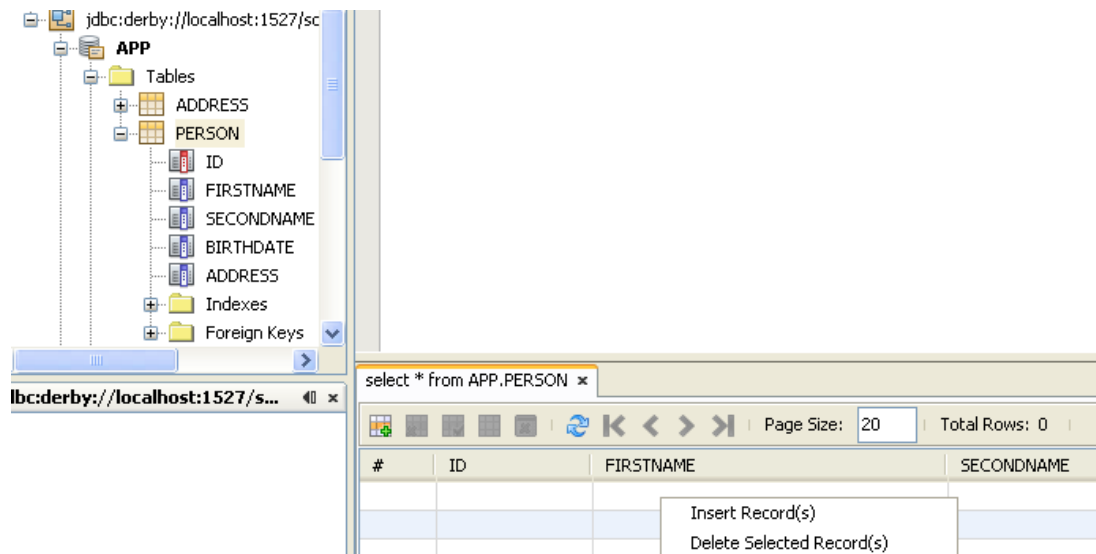 jdbc:derby://localhost:1527/sc
APP
Tables
ADDRESS
PERSON
ID
FIRSTNAME
SECONDNAME
BIRTHDATE
ADDRESS
Indexes
Foreign Keys
lbc:derby://localhost:1527/s...
select * from APP.PERSON
Page Size: 20 Total Rows: 0
# ID FIRSTNAME SECONDNAME
Insert Record(s)
Delete Selected Record(s)